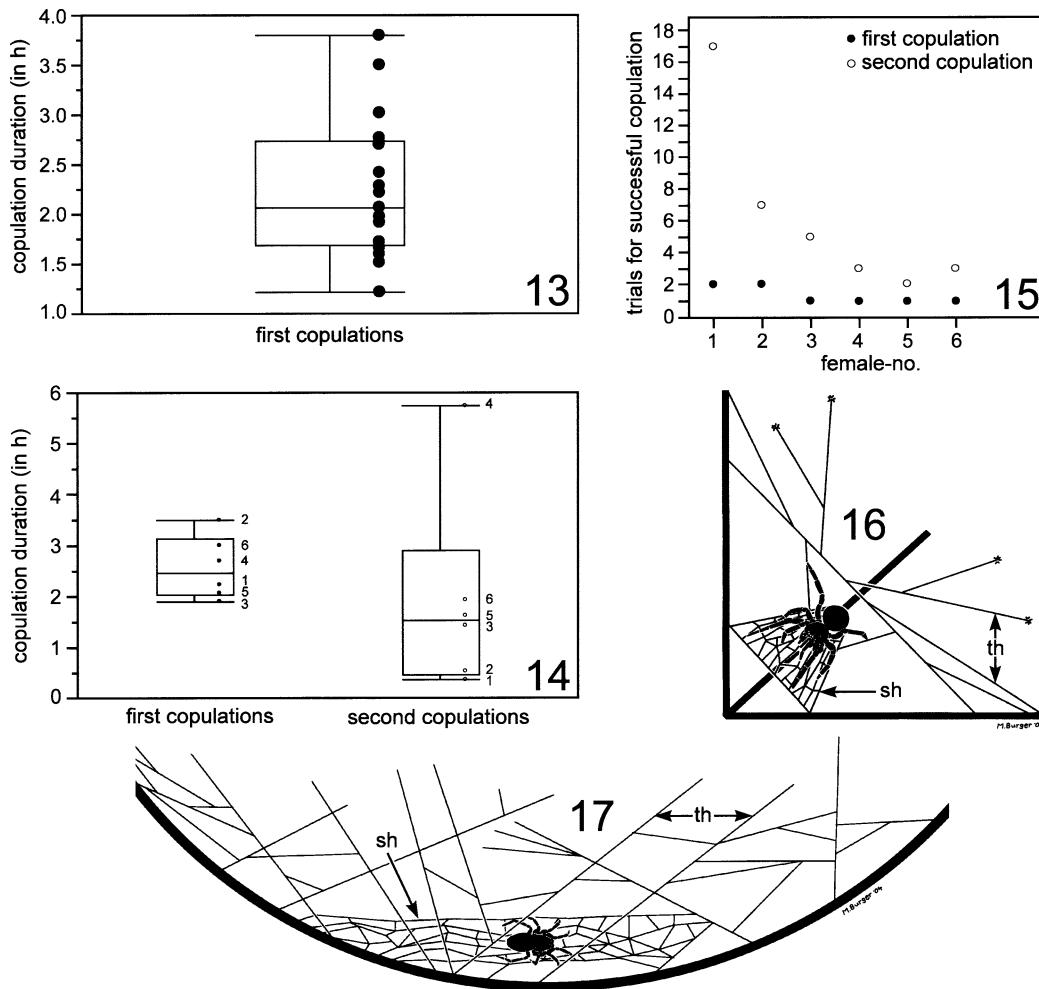 4.0
3.5
3.0
2.5
2.0
1.5
1.0
copulation duration (in h)
first copulations
13
18
16
14
12
10
8
6
4
2
0
trials for successful copulation
● first copulation
○ second copulation
15
1 2 3 4 5 6
female-no.
6
5
4
3
2
1
0
copulation duration (in h)
2
6
4
1
5
3
4
6
5
3
2
1
14
first copulations second copulations
16
th
sh
M.Burger
17
th
sh
M.Burger '04